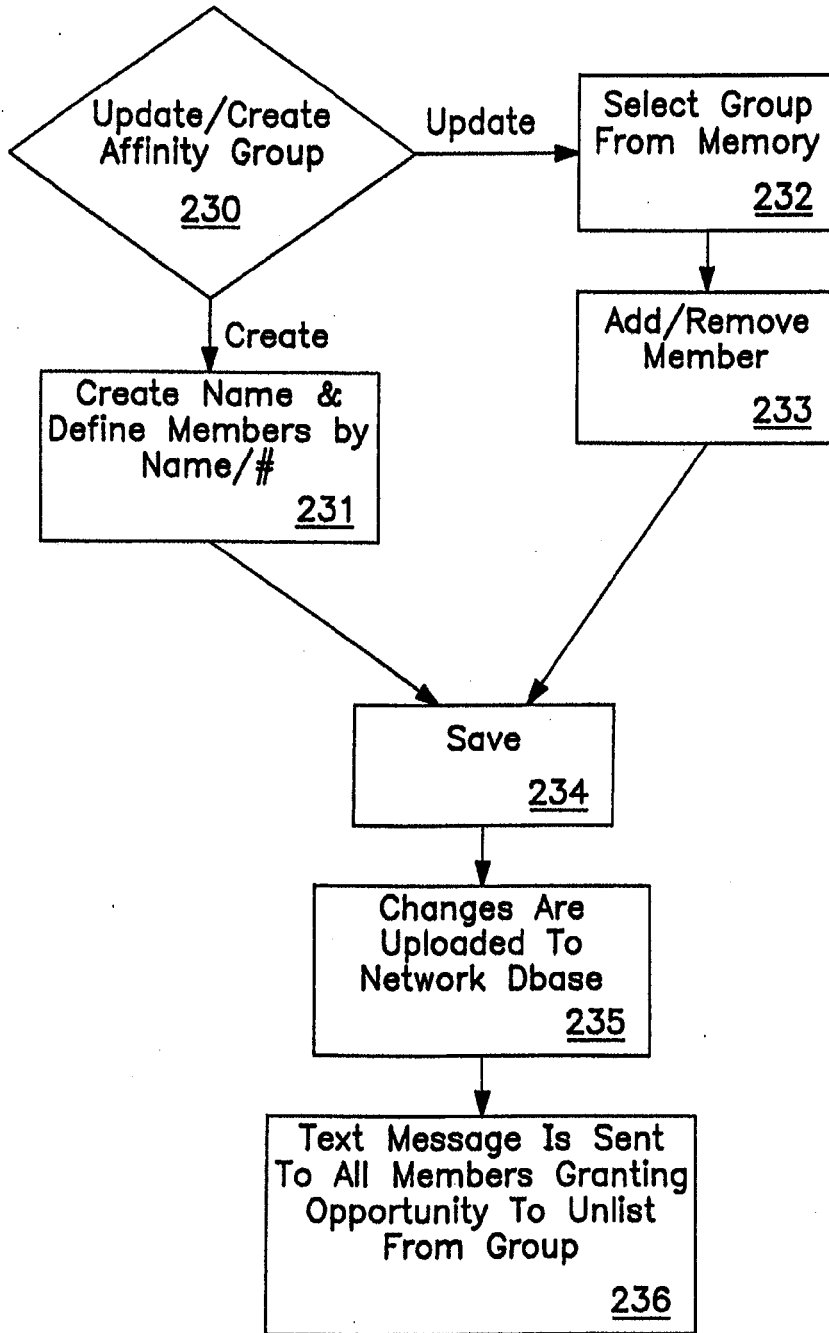 Update/Create
Affinity Group
230
Update
Select Group
From Memory
232
Create
Add/Remove
Member
233
Create Name &
Define Members by
Name/#
231
Save
234
Changes Are
Uploaded To
Network Dbase
235
Text Message Is Sent
To All Members Granting
Opportunity To Unlist
From Group
236